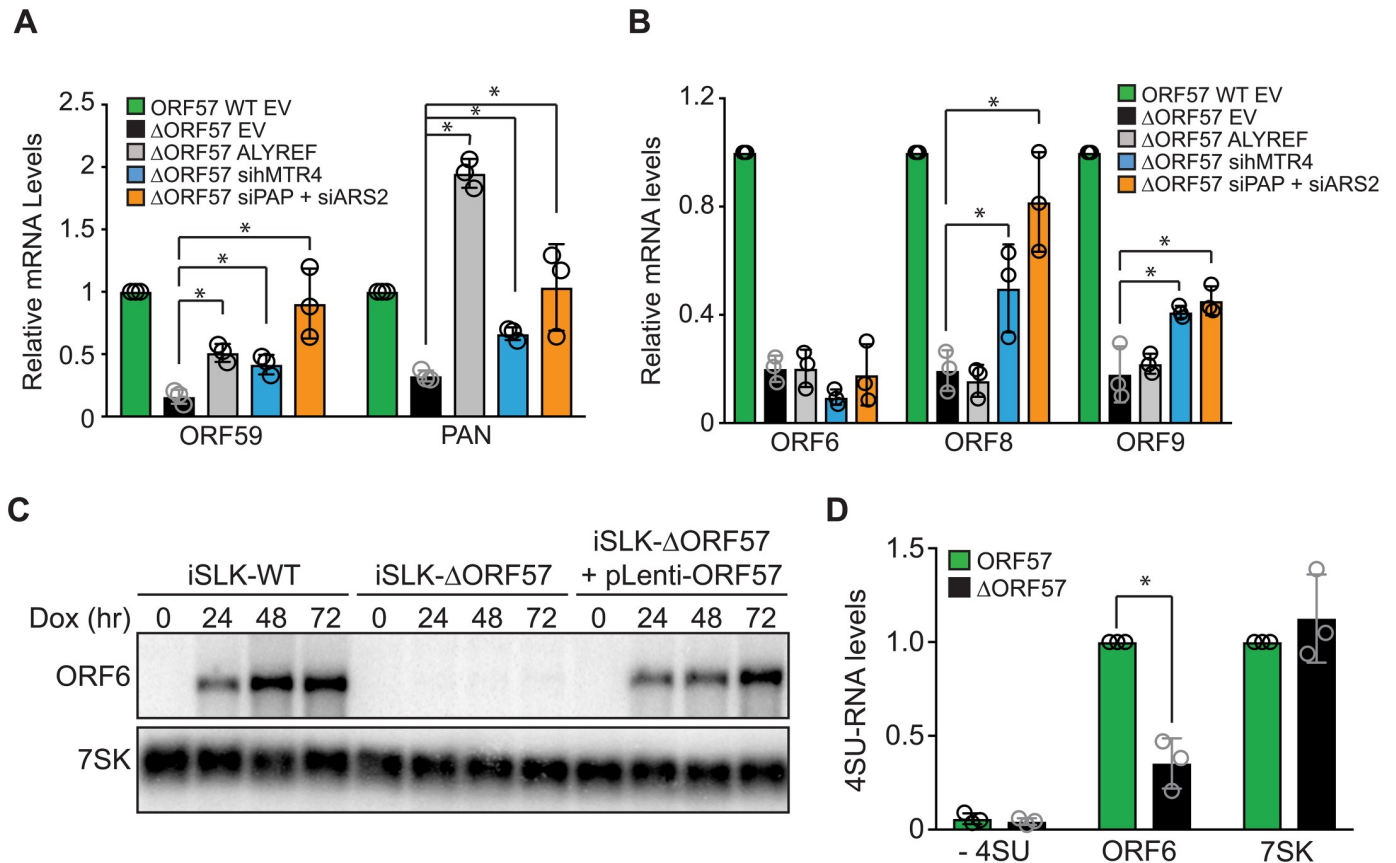 A
Relative mRNA Levels
2.5
2
1.5
1
0.5
0
ORF57 WT EV
ΔORF57 EV
ΔORF57 ALYREF
ΔORF57 sihMTR4
ΔORF57 siPAP + siARS2
*
*
*
*
*
*
ORF59
PAN
B
Relative mRNA levels
1.2
0.8
0.4
0
ORF57 WT EV
ΔORF57 EV
ΔORF57 ALYREF
ΔORF57 sihMTR4
ΔORF57 siPAP + siARS2
*
*
*
*
ORF6
ORF8
ORF9
C
iSLK-WT
iSLK-ΔORF57
iSLK-ΔORF57
+ pLenti-ORF57
Dox (hr) 0 24 48 72 0 24 48 72 0 24 48 72
ORF6
7SK
D
4SU-RNA levels
1.5
1.0
0.5
0
ORF57
ΔORF57
*
- 4SU
ORF6
7SK